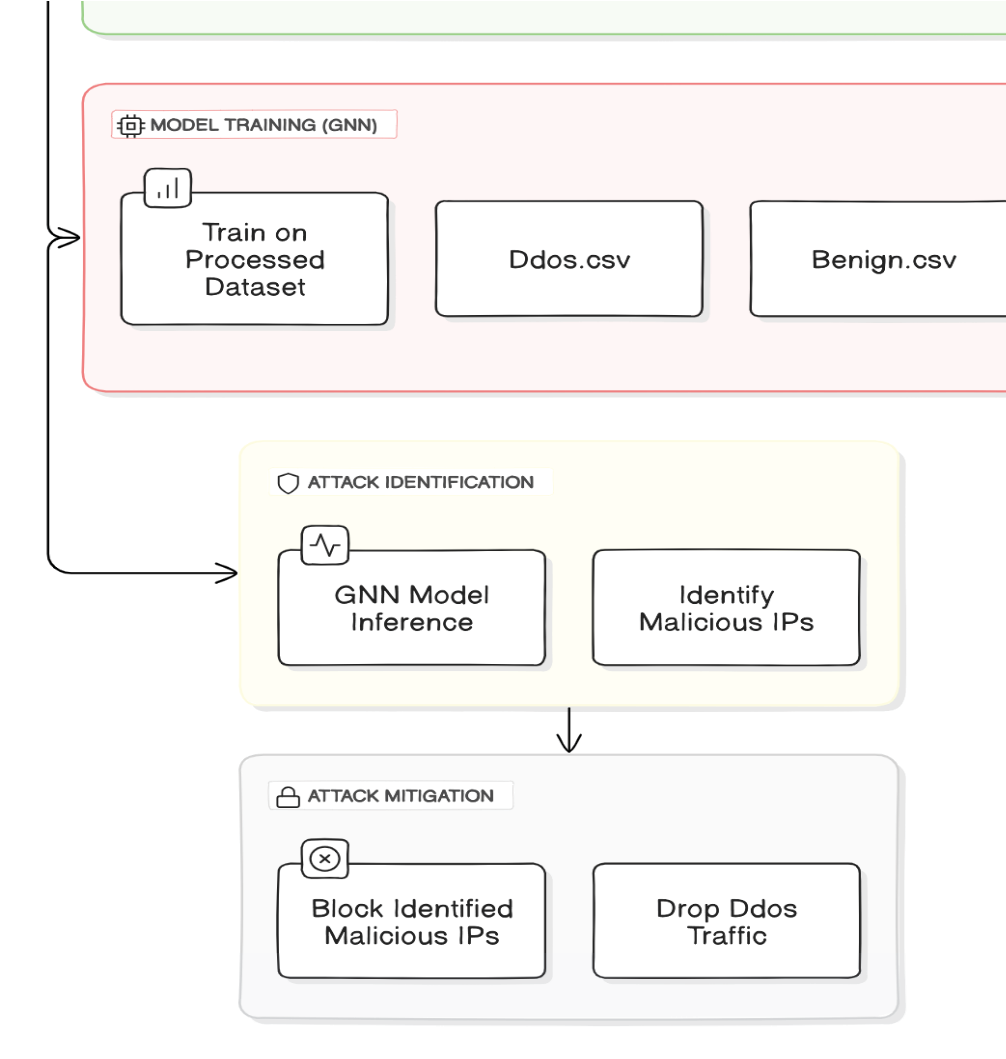 MODEL TRAINING (GNN)
Train on
Processed
Dataset
Ddos.csv
Benign.csv
ATTACK IDENTIFICATION
GNN Model
Inference
Identify
Malicious IPs
ATTACK MITIGATION
Block Identified
Malicious IPs
Drop Ddos
Traffic